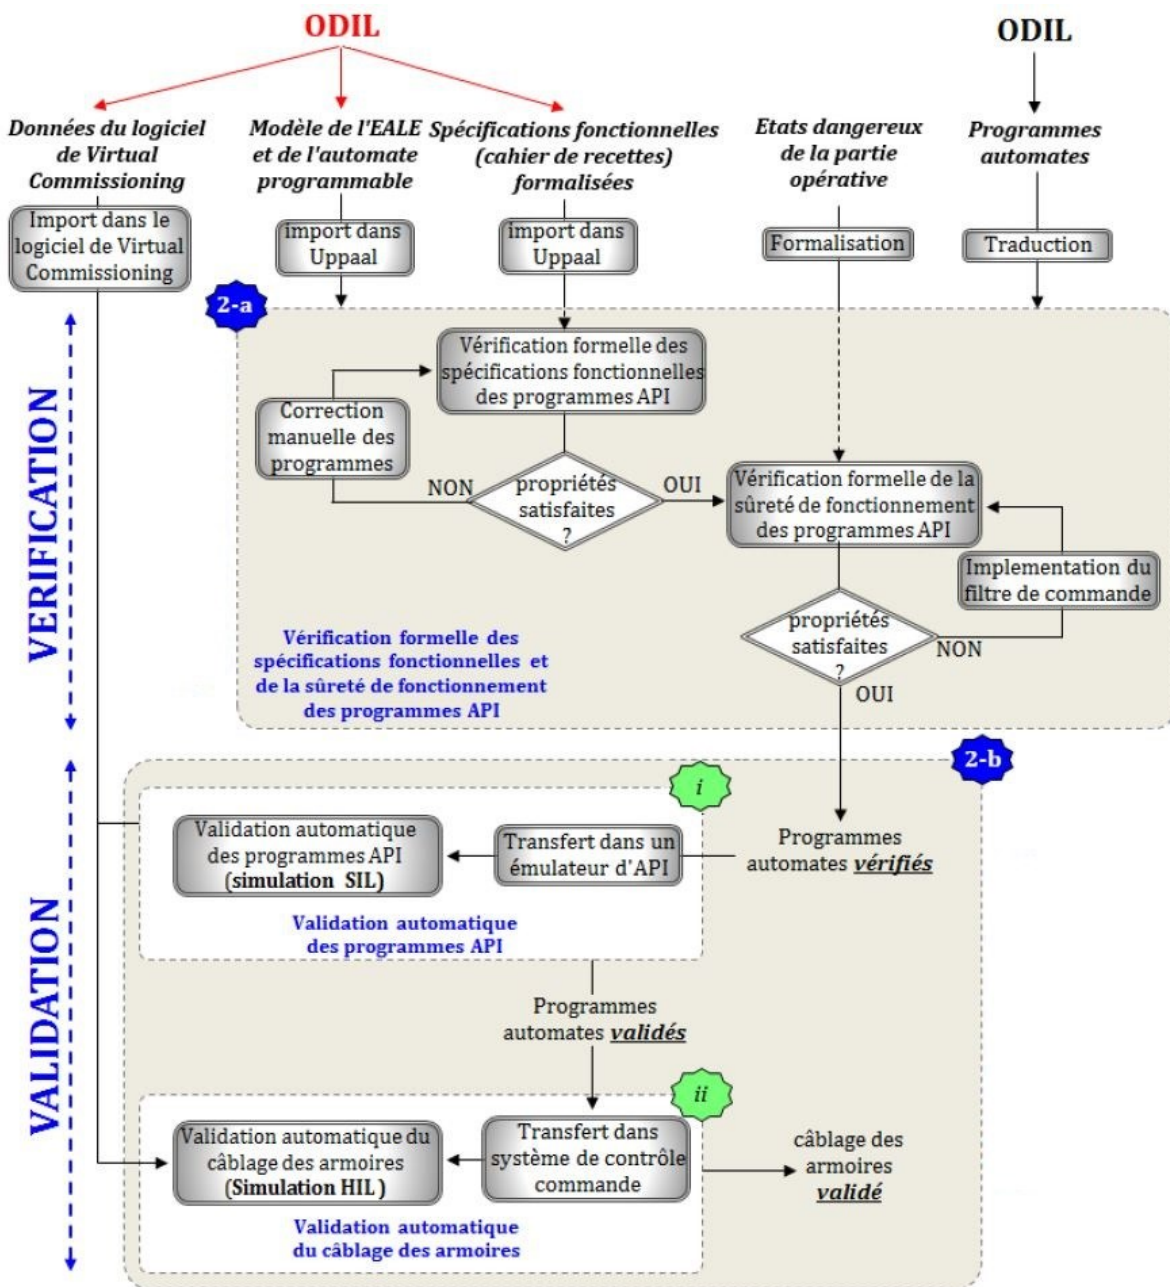 ODIL
ODIL
Données du logiciel
de Virtual
Commissioning
Modèle de l'EALE
et de l'automate
programmable
Spécifications fonctionnelles
(cahier de recettes)
formalisées
Etats dangereux
de la partie
opérative
Programmes
automates
Import dans le
logiciel de Virtual
Commissioning
import dans
Uppaal
import dans
Uppaal
Formalisation
Traduction
2-a
VERIFICATION
Vérification formelle des
spécifications fonctionnelles
des programmes API
Correction
manuelle des
programmes
NON
propriétés
satisfaites
?
OUI
Vérification formelle de la
sûreté de fonctionnement
des programmes API
Implementation du
filtre de commande
propriétés
satisfaites
?
NON
OUI
Vérification formelle des
spécifications fonctionnelles et
de la sûreté de fonctionnement
des programmes API
2-b
VALIDATION
i
Validation automatique
des programmes API
(simulation SIL)
Transfert dans un
émulateur d'API
Programmes
automates vérifiés
Validation automatique
des programmes API
Programmes
automates validés
ii
Validation automatique du
câblage des armoires
(Simulation HIL)
Transfert dans
système de contrôle
commande
câblage des
armoires
validé
Validation automatique
du câblage des armoires